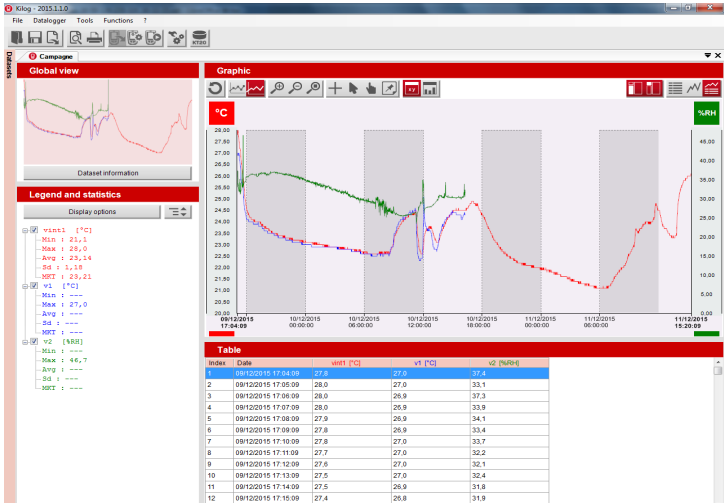 Kilog - 2015.1.1.0
File Datalogger Tools Functions ?
KT2D
Datasets
Campagne
Global view
Dataset information
Legend and statistics
Display options
vint1 [°C]
Min : 21,1
Max : 28,0
Avg : 23,14
Sd : 1,18
MKT : 23,21
v1 [°C]
Min : ---
Max : 27,0
Avg : ---
Sd : ---
MKT : ---
v2 [%RH]
Min : ---
Max : 46,7
Avg : ---
Sd : ---
MKT : ---
Graphic
xy
°C
%RH
28,00
27,50
27,00
26,50
26,00
25,50
25,00
24,50
24,00
23,50
23,00
22,50
22,00
21,50
21,00
20,50
20,00
45,00
40,00
35,00
30,00
25,00
20,00
15,00
10,00
5,00
0,00
09/12/2015 10/12/2015 10/12/2015 10/12/2015 10/12/2015 11/12/2015 11/12/2015 11/12/2015
17:04:09 00:00:00 06:00:00 12:00:00 18:00:00 00:00:00 06:00:00 15:20:09
Table
Index Date vint1 [°C] v1 [°C] v2 [%RH]
1 09/12/2015 17:04:09 27,8 27,0 37,4
2 09/12/2015 17:05:09 28,0 27,0 33,1
3 09/12/2015 17:06:09 28,0 26,9 37,3
4 09/12/2015 17:07:09 28,0 26,9 33,9
5 09/12/2015 17:08:09 27,9 26,9 34,1
6 09/12/2015 17:09:09 27,8 26,9 33,4
7 09/12/2015 17:10:09 27,8 27,0 33,7
8 09/12/2015 17:11:09 27,7 27,0 32,2
9 09/12/2015 17:12:09 27,6 27,0 32,1
10 09/12/2015 17:13:09 27,5 27,0 32,4
11 09/12/2015 17:14:09 27,5 26,9 31,8
12 09/12/2015 17:15:09 27,4 26,8 31,9